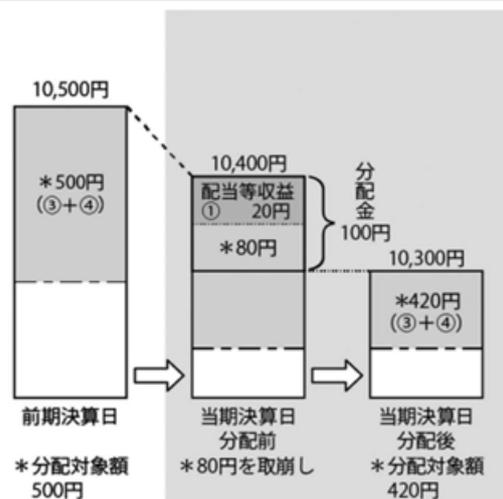 10,500円
＊500円
(③+④)
前期決算日
＊分配対象額
500円
10,400円
配当等収益
① 20円
＊80円
分配金
100円
当期決算日
分配前
＊80円を取崩し
10,300円
＊420円
(③+④)
当期決算日
分配後
＊分配対象額
420円